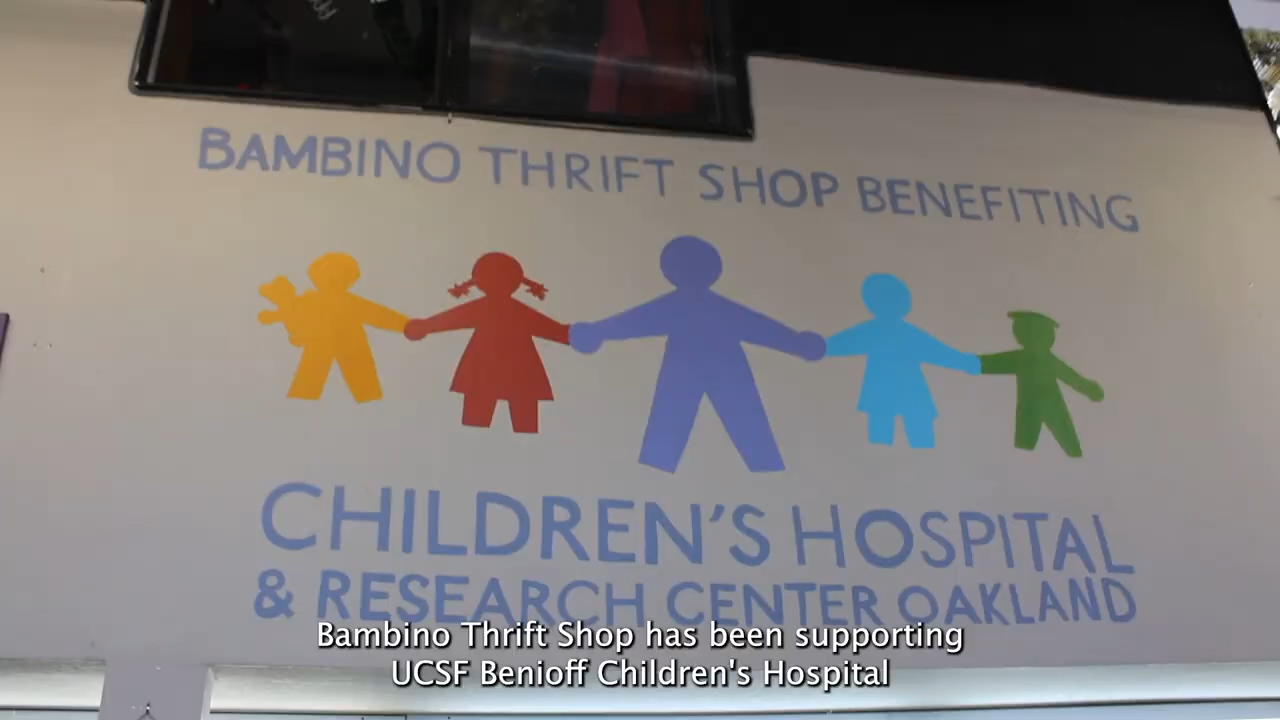 BAMBINO THRIFT SHOP BENEFITING
CHILDREN'S HOSPITAL
& RESEARCH CENTER OAKLAND
Bambino Thrift Shop has been supporting
UCSF Benioff Children's Hospital